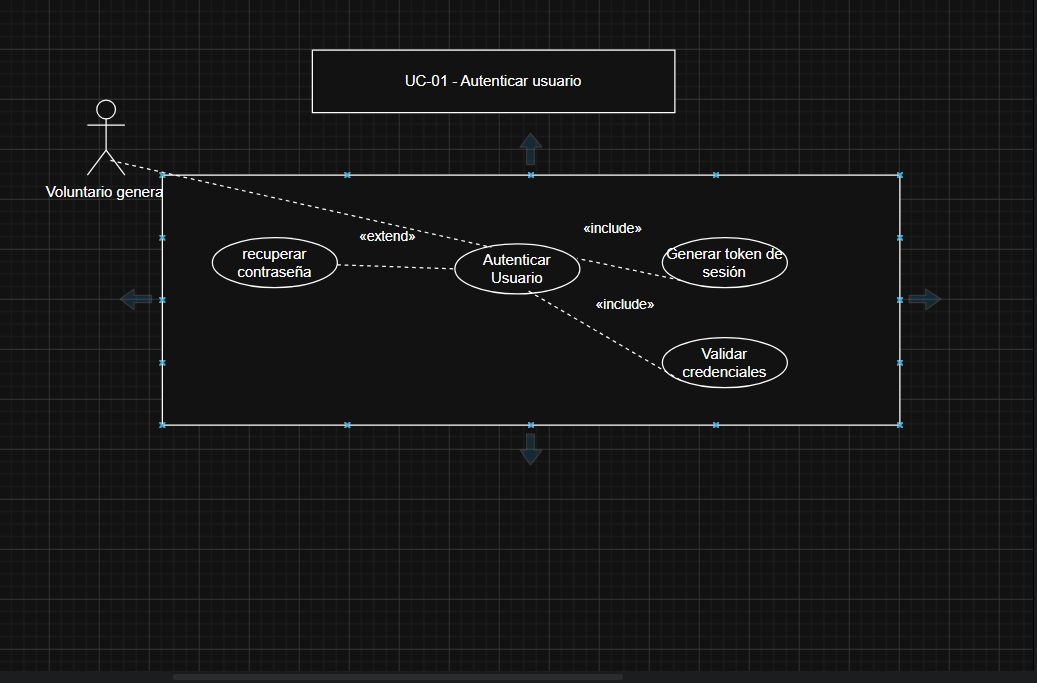 UC-01 - Autenticar usuario
Voluntario genera
«extend»
«include»
recuperar
contraseña
Autenticar
Usuario
Generar token de
sesión
«include»
Validar
credenciales